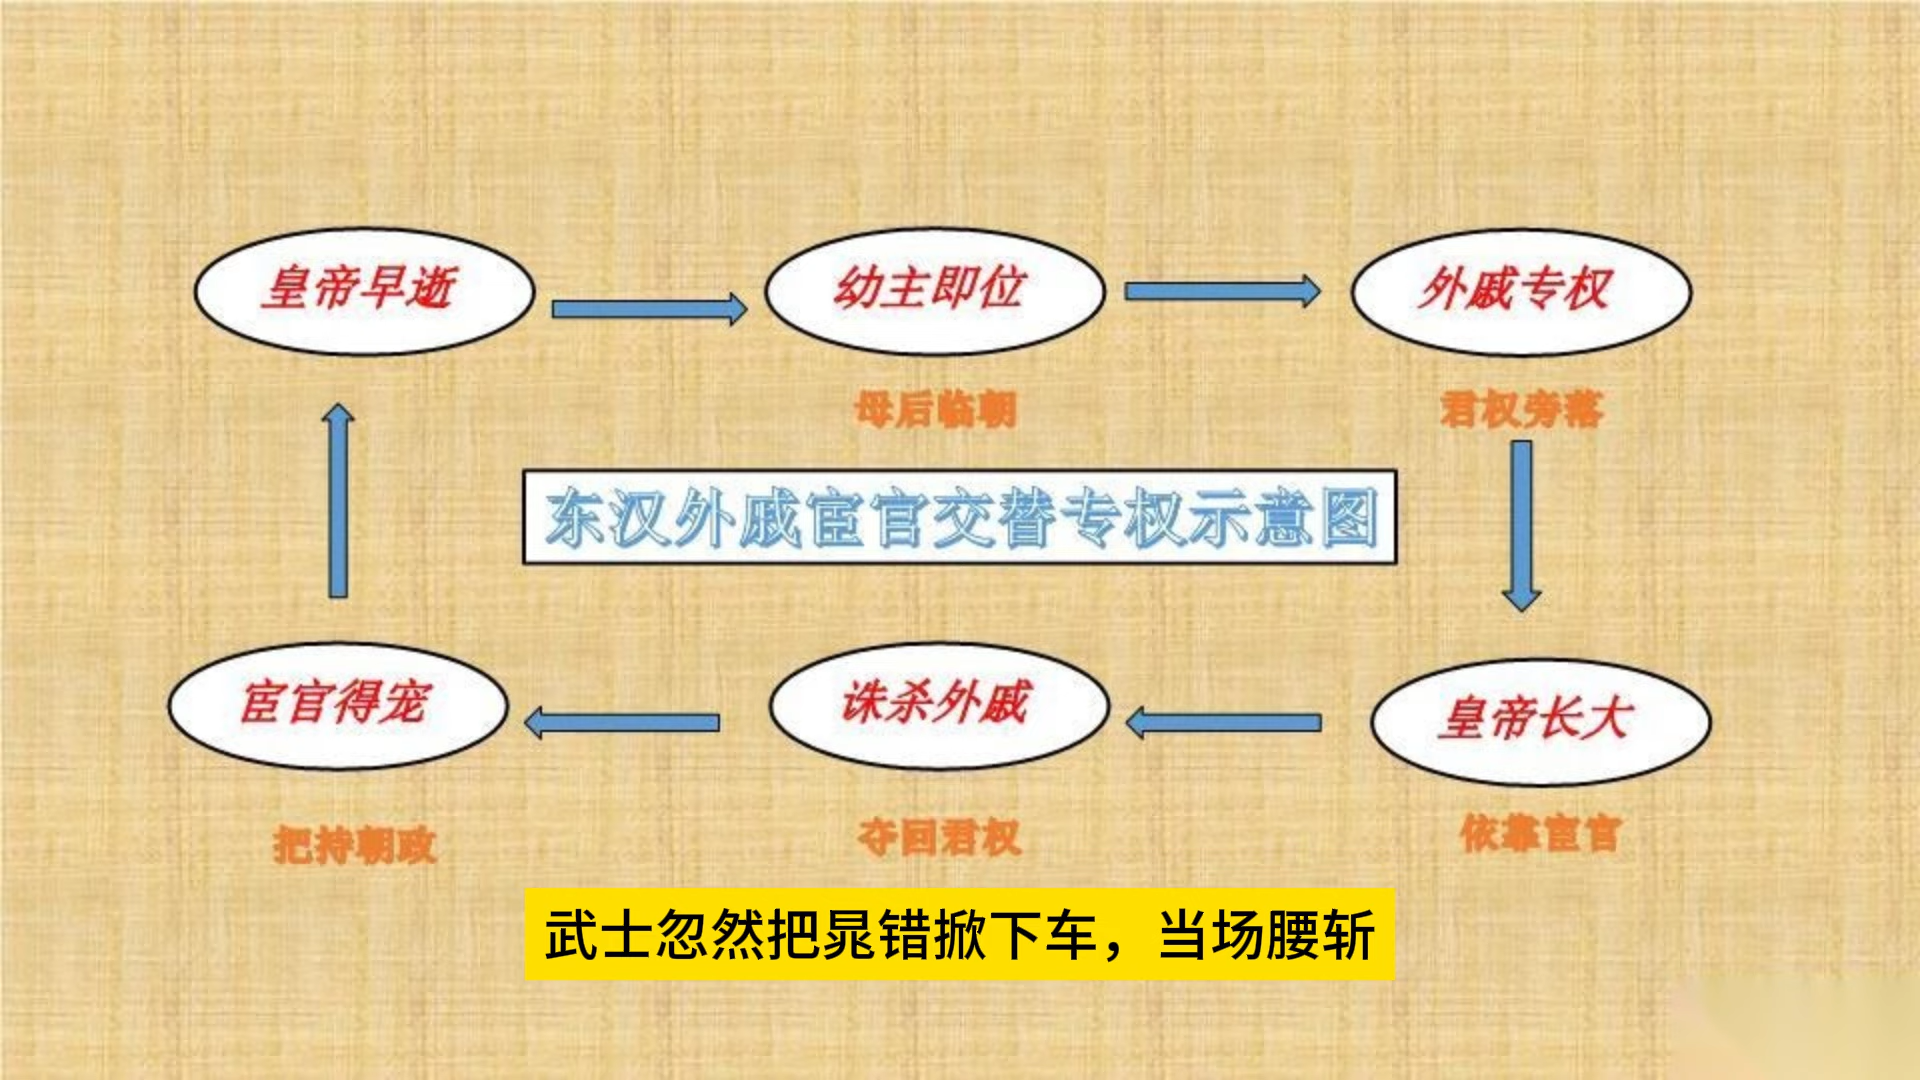 皇帝早逝
幼主即位
外戚专权
母后临朝
君权旁落
东汉外戚宦官交替专权示意图
宦官得宠
诛杀外戚
皇帝长大
把持朝政
夺回君权
依靠宦官
武士忽然把晁错掀下车，当场腰斩